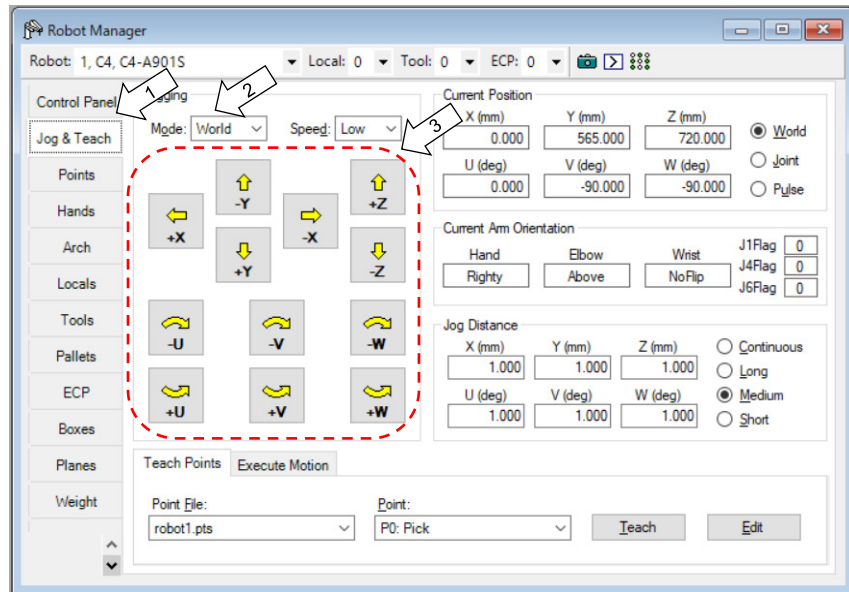 Robot Manager
Robot: 1, C4, C4-A901S Local: 0 Tool: 0 ECP: 0
Control Panel
Jog & Teach
Points
Hands
Arch
Locals
Tools
Pallets
ECP
Boxes
Planes
Weight
1
2
3
Mode: World Speed: Low
-Y +Z
+X -X
+Y -Z
-U -V -W
+U +V +W
Current Position
X (mm) Y (mm) Z (mm)
0.000 565.000 720.000
U (deg) V (deg) W (deg)
0.000 -90.000 -90.000
World
Joint
Pulse
Current Arm Orientation
Hand Elbow Wrist
Righty Above NoFlip
J1Flag 0
J4Flag 0
J6Flag 0
Jog Distance
X (mm) Y (mm) Z (mm)
1.000 1.000 1.000
U (deg) V (deg) W (deg)
1.000 1.000 1.000
Continuous
Long
Medium
Short
Teach Points Execute Motion
Point File: Point:
robot1.pts P0: Pick Teach Edit